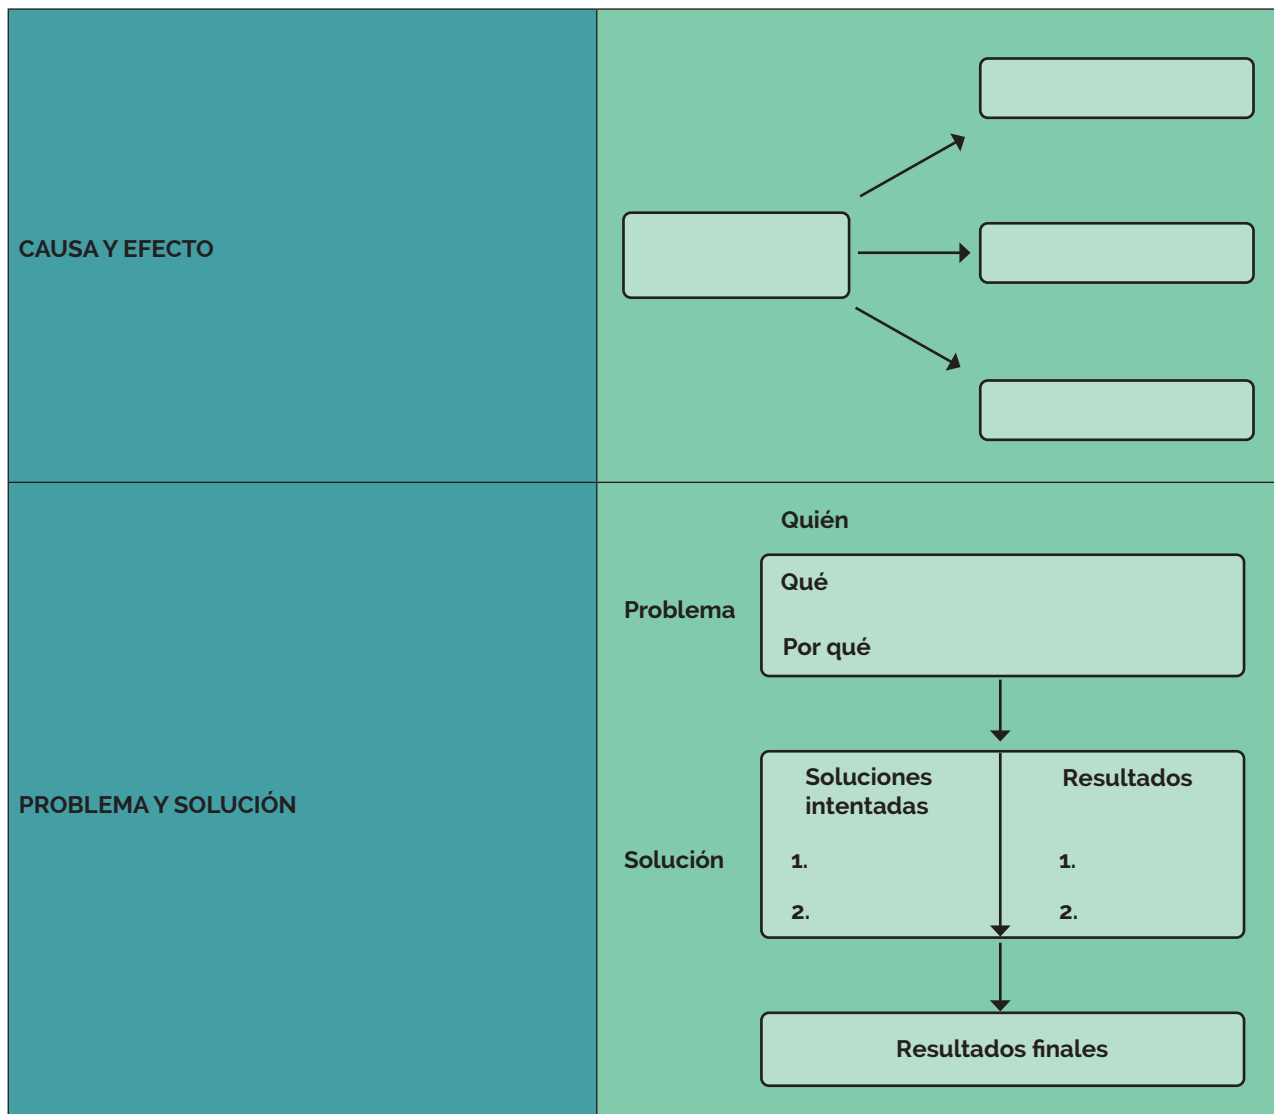 CAUSA Y EFECTO
PROBLEMA Y SOLUCIÓN
Quién
Problema
Qué
Por qué
Solución
Soluciones
intentadas
1.
2.
Resultados
1.
2.
Resultados finales